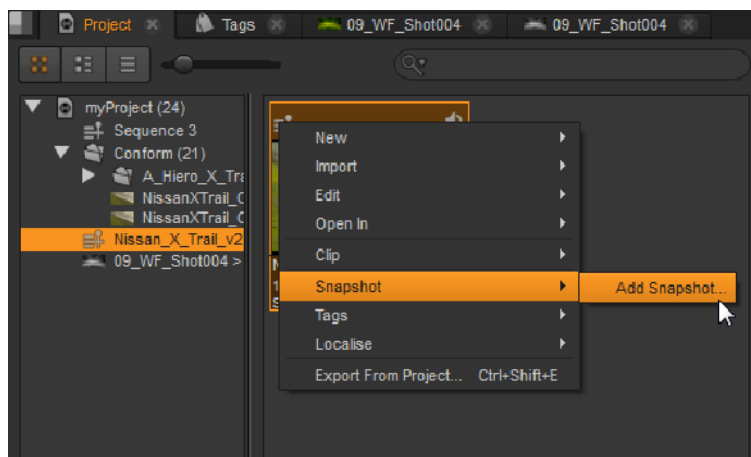 Project Tags 09_WF_Shot004 09_WF_Shot004
myProject (24)
Sequence 3
Conform (21)
A_Hiero_X_Tra
NissanXTrail_C
NissanXTrail_C
Nissan_X_Trail_v2
09_WF_Shot004 >
New
Import
Edit
Open In
Clip
Snapshot
Add Snapshot...
Tags
Localise
Export From Project... Ctrl+Shift+E